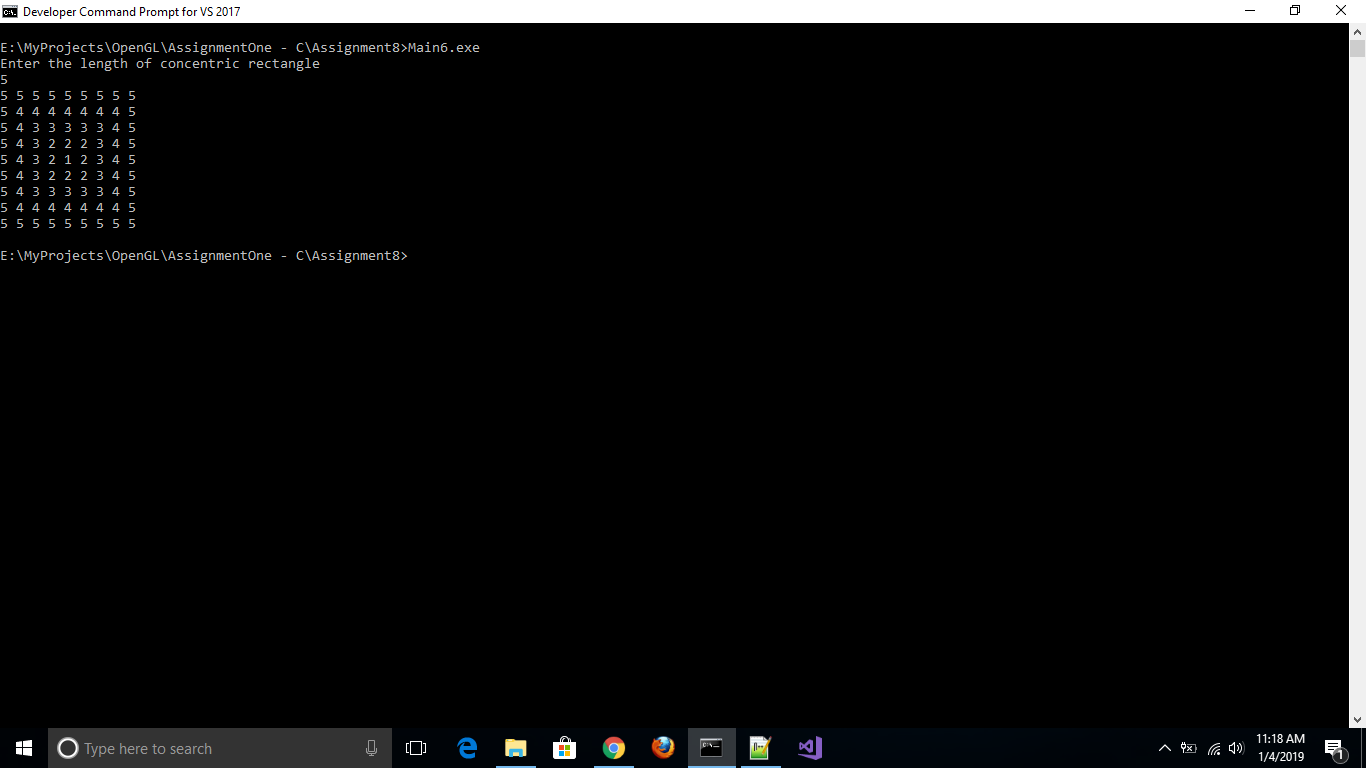 Developer Command Prompt for VS 2017
E:\MyProjects\OpenGL\AssignmentOne - C\Assignment8>Main6.exe
Enter the length of concentric rectangle
5
5 5 5 5 5 5 5 5 5
5 4 4 4 4 4 4 4 5
5 4 3 3 3 3 3 4 5
5 4 3 2 2 2 3 4 5
5 4 3 2 1 2 3 4 5
5 4 3 2 2 2 3 4 5
5 4 3 3 3 3 3 4 5
5 4 4 4 4 4 4 4 5
5 5 5 5 5 5 5 5 5
E:\MyProjects\OpenGL\AssignmentOne - C\Assignment8>
Type here to search
11:18 AM
1/4/2019
1